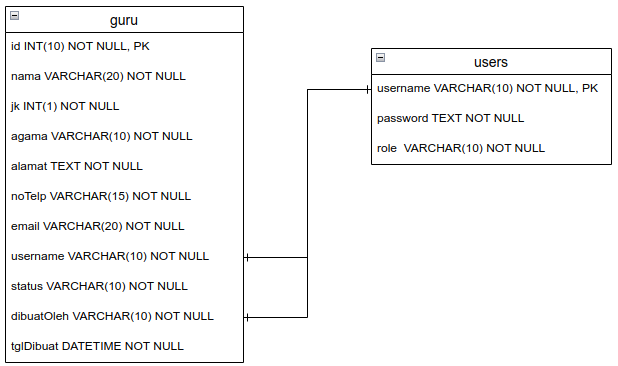 guru
id INT(10) NOT NULL, PK
nama VARCHAR(20) NOT NULL
jk INT(1) NOT NULL
agama VARCHAR(10) NOT NULL
alamat TEXT NOT NULL
noTelp VARCHAR(15) NOT NULL
email VARCHAR(20) NOT NULL
username VARCHAR(10) NOT NULL
status VARCHAR(10) NOT NULL
dibuatOleh VARCHAR(10) NOT NULL
tglDibuat DATETIME NOT NULL
users
username VARCHAR(10) NOT NULL, PK
password TEXT NOT NULL
role  VARCHAR(10) NOT NULL